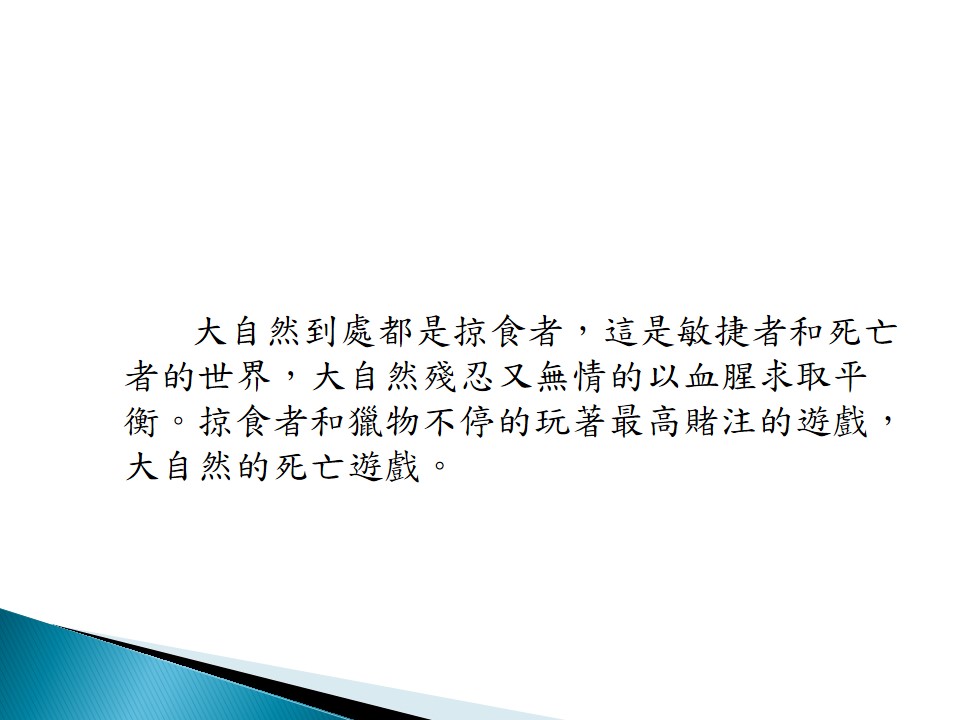 大自然到處都是掠食者，這是敏捷者和死亡
者的世界，大自然殘忍又無情的以血腥求取平
衡。掠食者和獵物不停的玩著最高賭注的遊戲，
大自然的死亡遊戲。